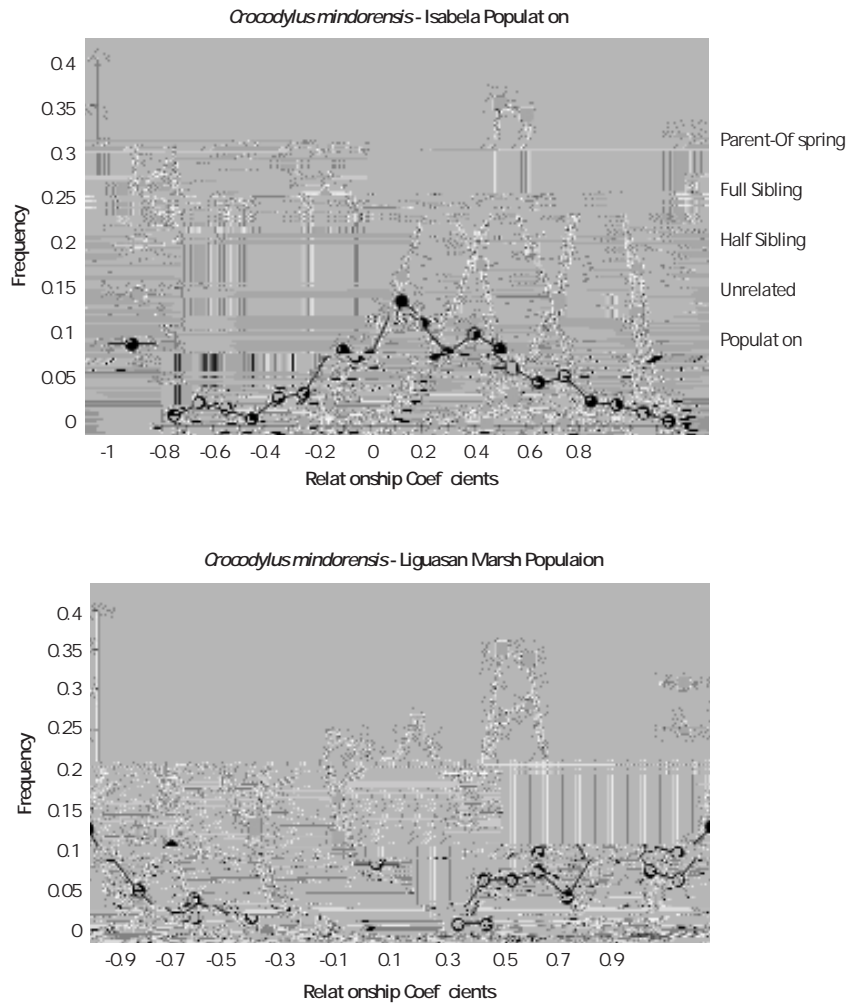 Crocodylus mindorensis - Isabela Populat on
0.4
0.35
0.3
0.25
0.2
0.15
0.1
0.05
0
Frequency
-1 -0.8 -0.6 -0.4 -0.2 0 0.2 0.4 0.6 0.8
Relat onship Coef cients
Parent-Of spring
Full Sibling
Half Sibling
Unrelated
Populat on
Crocodylus mindorensis - Liguasan Marsh Populaion
0.4
0.35
0.3
0.25
0.2
0.15
0.1
0.05
0
Frequency
-0.9 -0.7 -0.5 -0.3 -0.1 0.1 0.3 0.5 0.7 0.9
Relat onship Coef cients